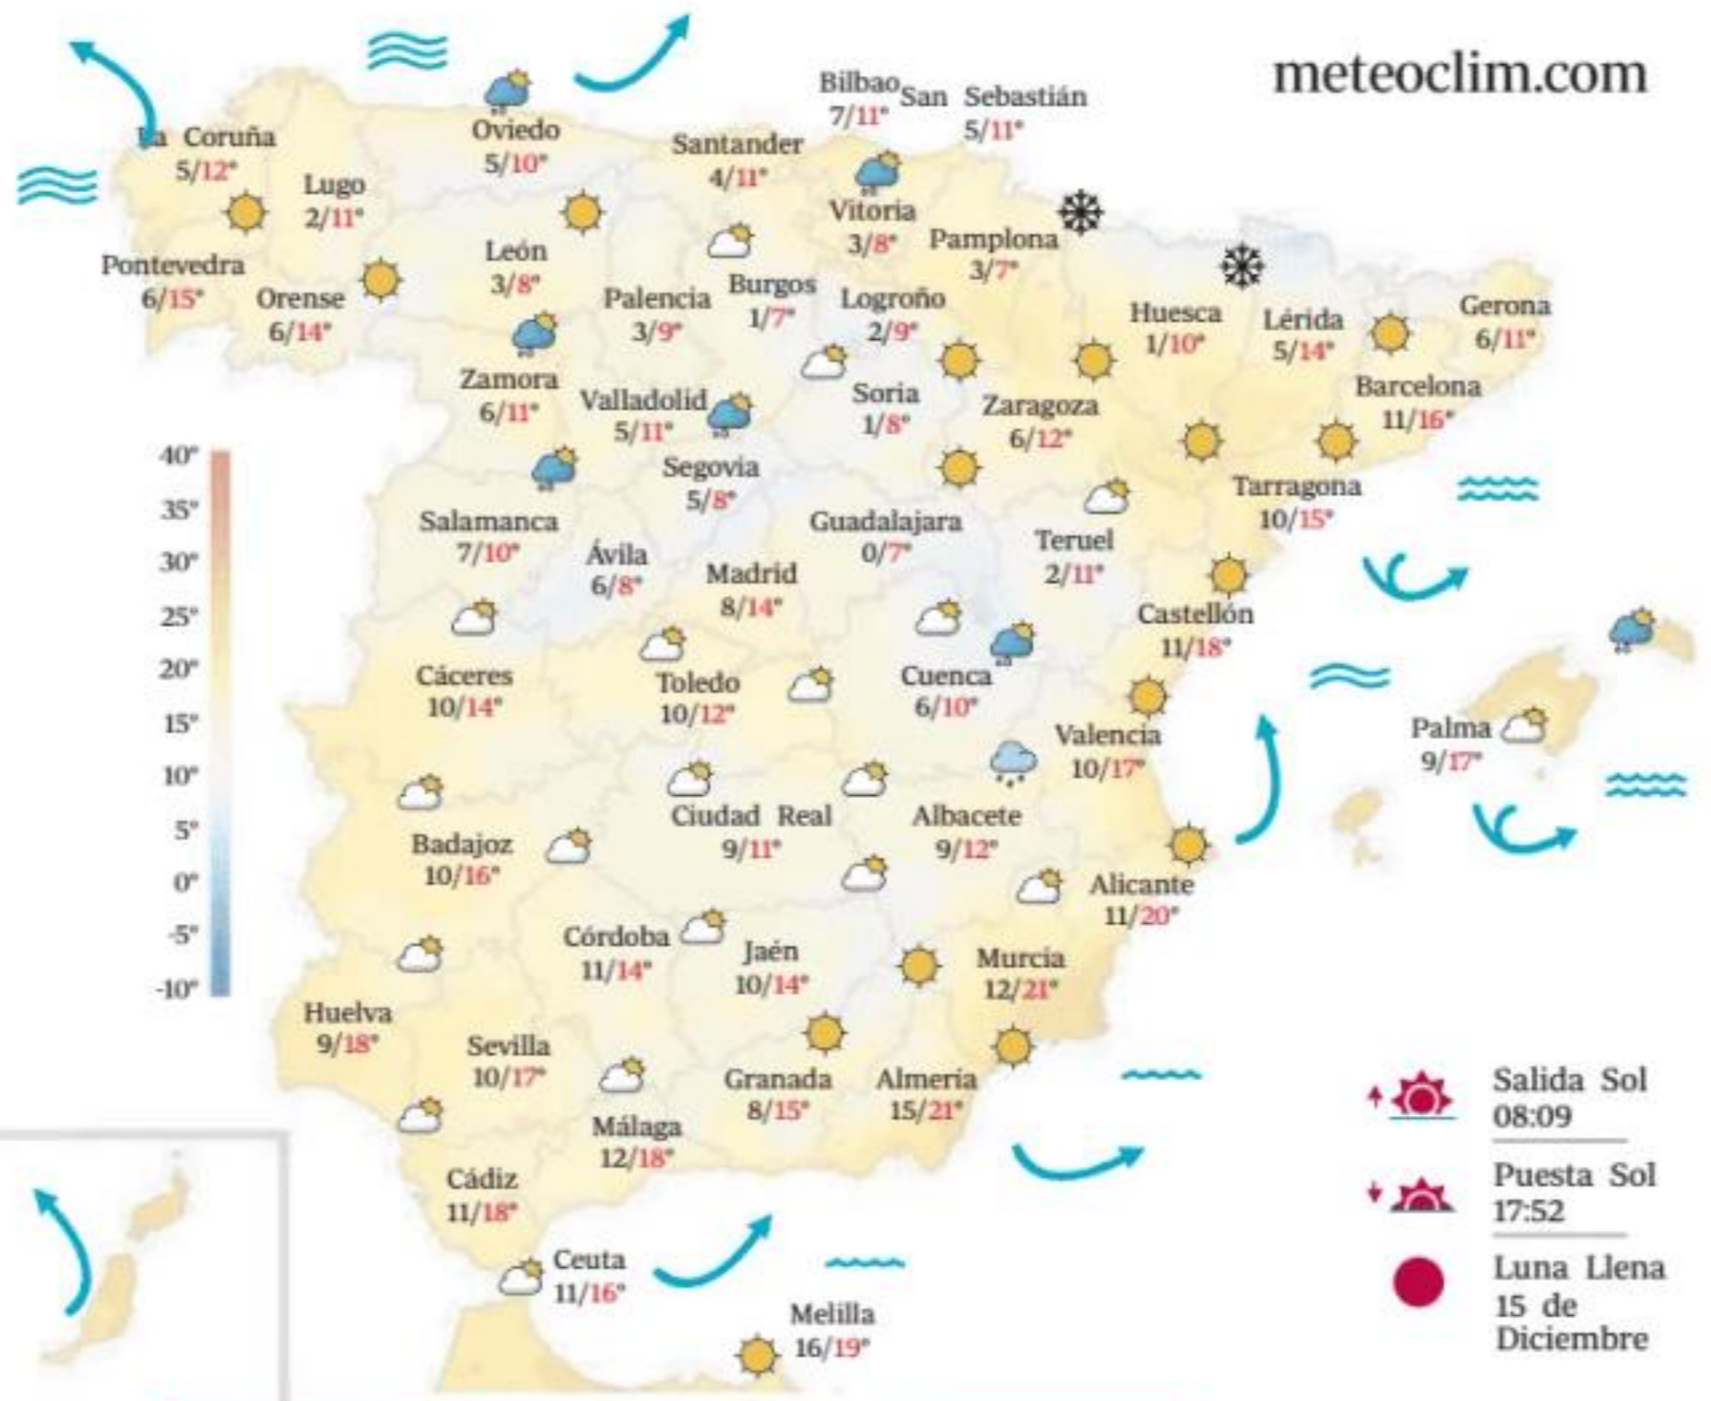 meteoclim.com
Bilbao
7/11°
San Sebastián
5/11°
La Coruña
5/12°
Oviedo
5/10°
Santander
4/11°
Lugo
2/11°
Vitoria
3/8°
Pamplona
3/7°
León
3/8°
Pontevedra
6/15°
Orense
6/14°
Palencia
3/9°
Burgos
1/7°
Logroño
2/9°
Huesca
1/10°
Lérida
5/14°
Gerona
6/11°
Zamora
6/11°
Valladolid
5/11°
Soria
1/8°
Zaragoza
6/12°
Barcelona
11/16°
Segovia
5/8°
Tarragona
10/15°
Salamanca
7/10°
Ávila
6/8°
Madrid
8/14°
Guadalajara
0/7°
Teruel
2/11°
Castellón
11/18°
Cáceres
10/14°
Toledo
10/12°
Cuenca
6/10°
Valencia
10/17°
Palma
9/17°
Badajoz
10/16°
Ciudad Real
9/11°
Albacete
9/12°
Alicante
11/20°
Córdoba
11/14°
Jaén
10/14°
Murcia
12/21°
Huelva
9/18°
Sevilla
10/17°
Granada
8/15°
Almería
15/21°
Málaga
12/18°
Cádiz
11/18°
Ceuta
11/16°
Melilla
16/19°
40°
35°
30°
25°
20°
15°
10°
5°
0°
-5°
-10°
Salida Sol
08:09
Puesta Sol
17:52
Luna Llena
15 de
Diciembre